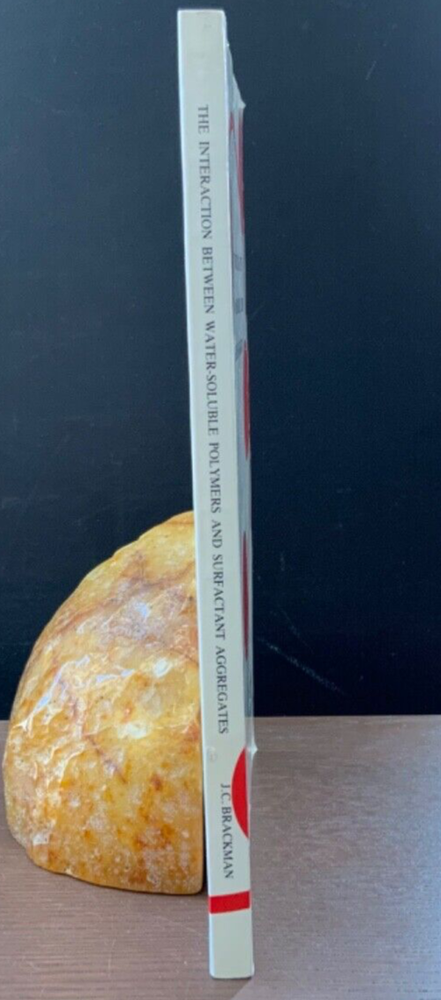 THE INTERACTION BETWEEN WATER-SOLUBLE POLYMERS AND SURFACTANT AGGREGATES
J.C. BRACKMAN